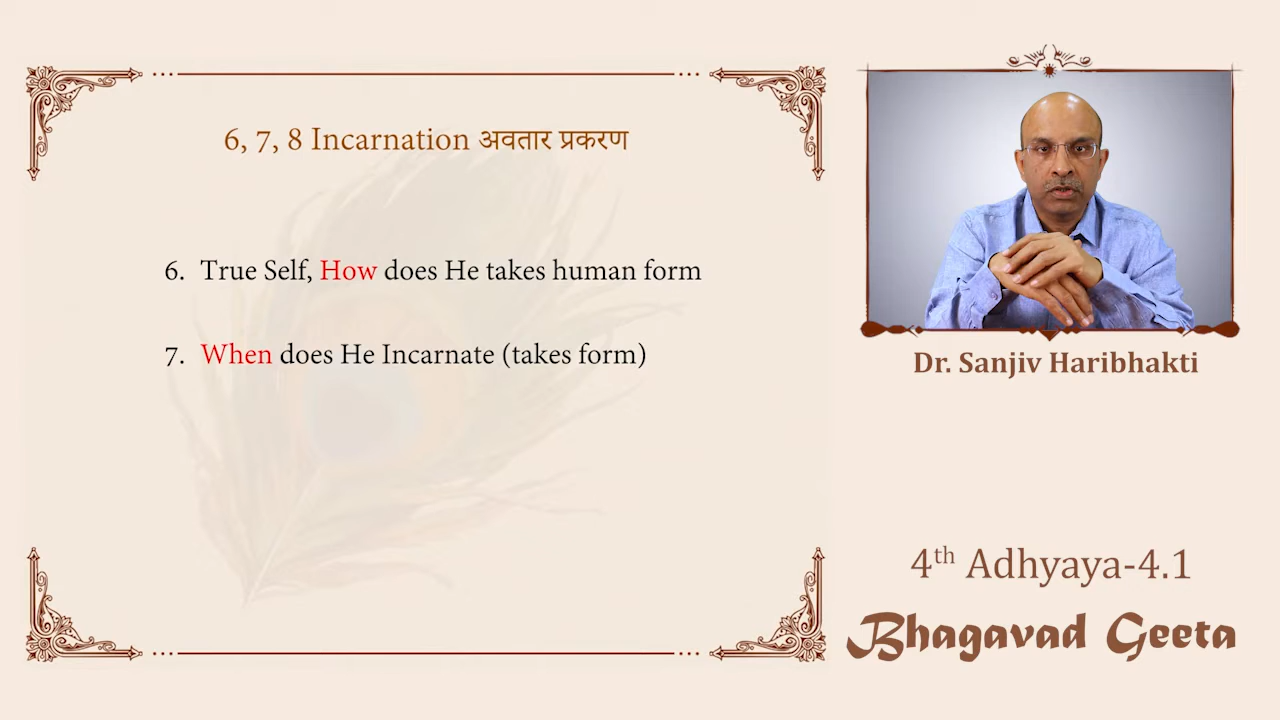 6, 7, 8 Incarnation अवतार प्रकरण
6. True Self, How does He takes human form
7. When does He Incarnate (takes form)
Dr. Sanjiv Haribhakti
4th Adhyaya-4.1
Bhagavad Geeta